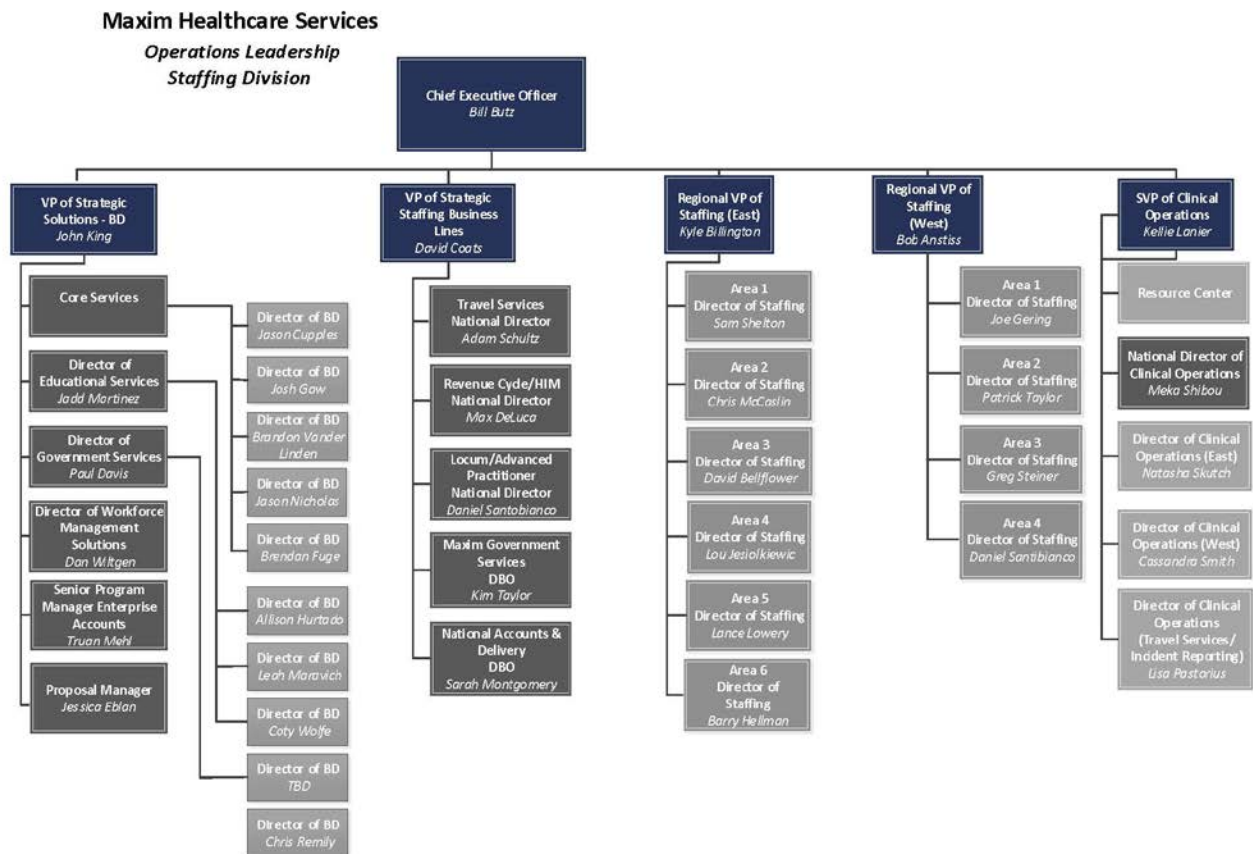 Maxim Healthcare Services
Operations Leadership
Staffing Division
Chief Executive Officer
Bill Butz
VP of Strategic
Solutions - BD
John King
VP of Strategic
Staffing Business
Lines
David Coats
Regional VP of
Staffing (East)
Kyle Billington
Regional VP of
Staffing
(West)
Bob Anstiss
SVP of Clinical
Operations
Kellie Lanier
Core Services
Director of
Educational Services
Jadd Martinez
Director of
Government Services
Paul Davis
Director of Workforce
Management
Solutions
Dan Wiltgen
Senior Program
Manager Enterprise
Accounts
Truan Mehl
Proposal Manager
Jessica Eblan
Director of BD
Jason Cupples
Director of BD
Josh Gaw
Director of BD
Brandon Vander
Linden
Director of BD
Jason Nicholas
Director of BD
Brendan Fuge
Director of BD
Allison Hurtado
Director of BD
Leah Maravich
Director of BD
Coty Wolfe
Director of BD
TBD
Director of BD
Chris Remily
Travel Services
National Director
Adam Schultz
Revenue Cycle/HIM
National Director
Max DeLuca
Locum/Advanced
Practitioner
National Director
Daniel Santobianco
Maxim Government
Services
DBO
Kim Taylor
National Accounts &
Delivery
DBO
Sarah Montgomery
Area 1
Director of Staffing
Sam Shelton
Area 2
Director of Staffing
Chris McCaslin
Area 3
Director of Staffing
David Bellflower
Area 4
Director of Staffing
Lou Jesiolkiewic
Area 5
Director of Staffing
Lance Lowery
Area 6
Director of
Staffing
Barry Hellman
Area 1
Director of Staffing
Joe Gering
Area 2
Director of Staffing
Patrick Taylor
Area 3
Director of Staffing
Greg Steiner
Area 4
Director of Staffing
Daniel Santibianco
Resource Center
National Director of
Clinical Operations
Meka Shibou
Director of Clinical
Operations (East)
Natasha Skutch
Director of Clinical
Operations (West)
Cassandra Smith
Director of Clinical
Operations
(Travel Services/
Incident Reporting)
Lisa Pastorius